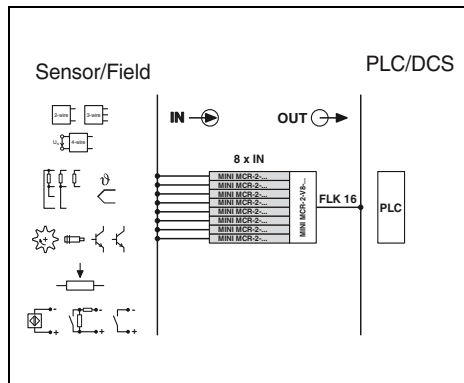 Sensor/Field
PLC/DCS
2-wire
3-wire
4-wire
IN
OUT
8 x IN
MINI MCR-2-...
MINI MCR-2-...
MINI MCR-2-...
MINI MCR-2-...
MINI MCR-2-...
MINI MCR-2-...
MINI MCR-2-...
MINI MCR-2-...
MINI MCR-2-V8-...
FLK 16
PLC
ϑ
- 
+
-
+
-
+